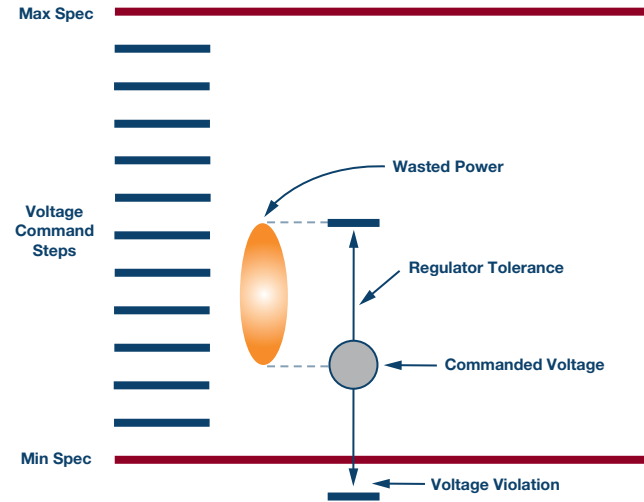 Max Spec
Wasted Power
Voltage
Command
Steps
Regulator Tolerance
Commanded Voltage
Min Spec
Voltage Violation